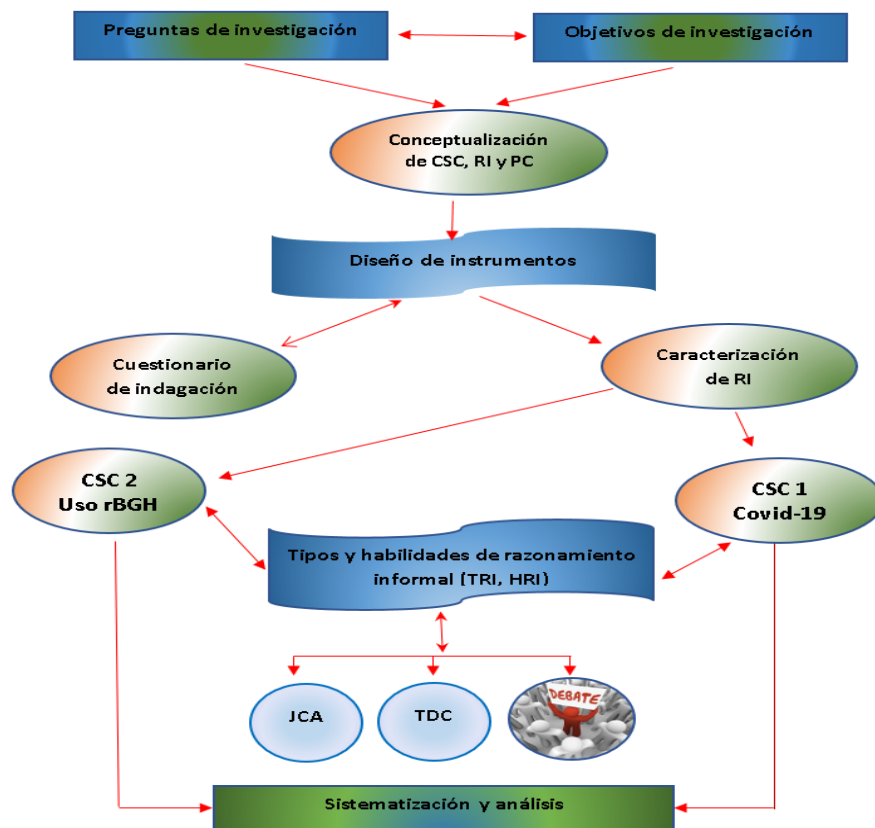 Preguntas de investigación
Objetivos de investigación
Conceptualización
de CSC, RI y PC
Diseño de instrumentos
Cuestionario
de indagación
Caracterización
de RI
CSC 2
Uso rBGH
CSC 1
Covid-19
Tipos y habilidades de razonamiento
informal (TRI, HRI)
JCA
TDC
DEBATE
Sistematización y análisis